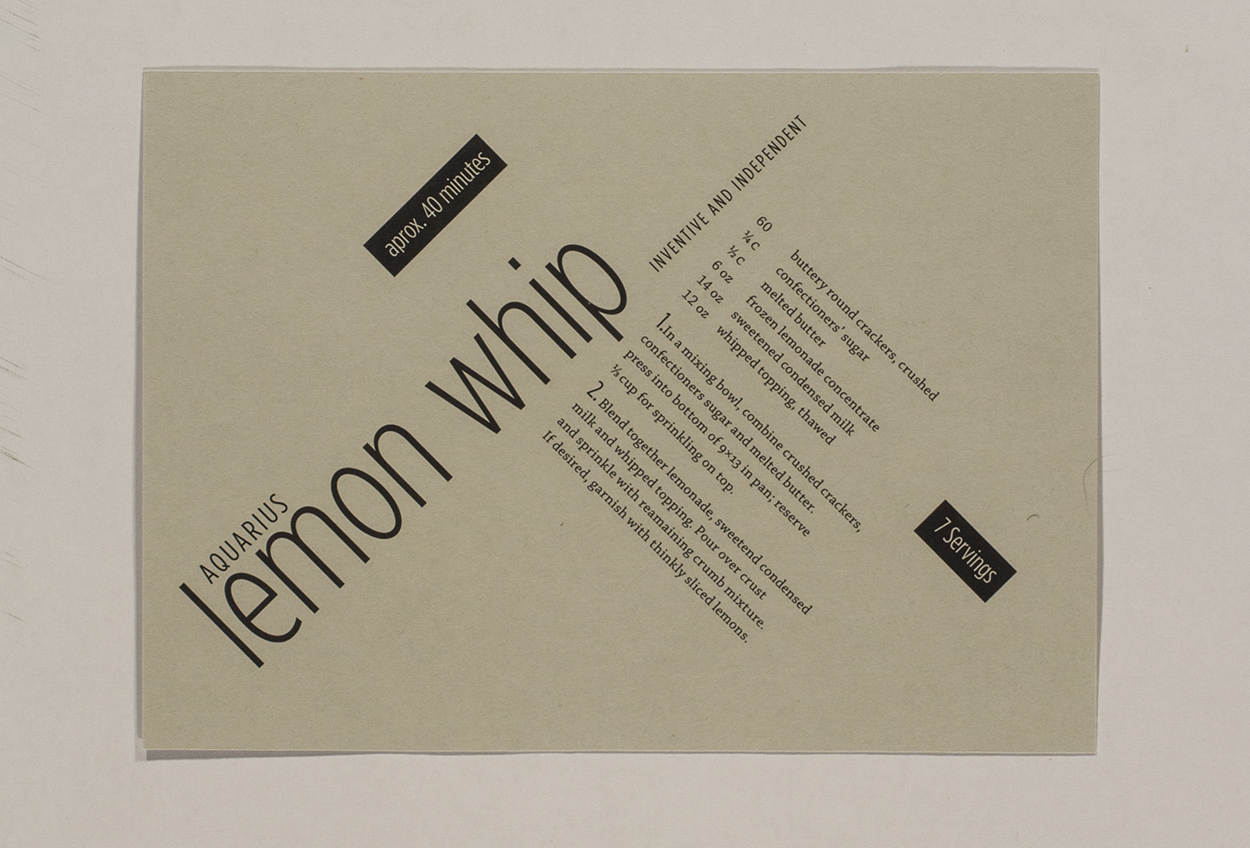 aprox. 40 minutes
AQUARIUS
lemon whip
INVENTIVE AND INDEPENDENT
60 buttery round crackers, crushed
¼ c confectioners' sugar
½ c melted butter
6 oz frozen lemonade concentrate
14 oz sweetened condensed milk
12 oz whipped topping, thawed
1. In a mixing bowl, combine crushed crackers,
confectioners sugar and melted butter.
press into bottom of 9×13 in pan; reserve
⅓ cup for sprinkling on top.
2. Blend together lemonade, sweetend condensed
milk and whipped topping. Pour over crust
and sprinkle with reamaining crumb mixture.
If desired, garnish with thinkly sliced lemons.
7 Servings